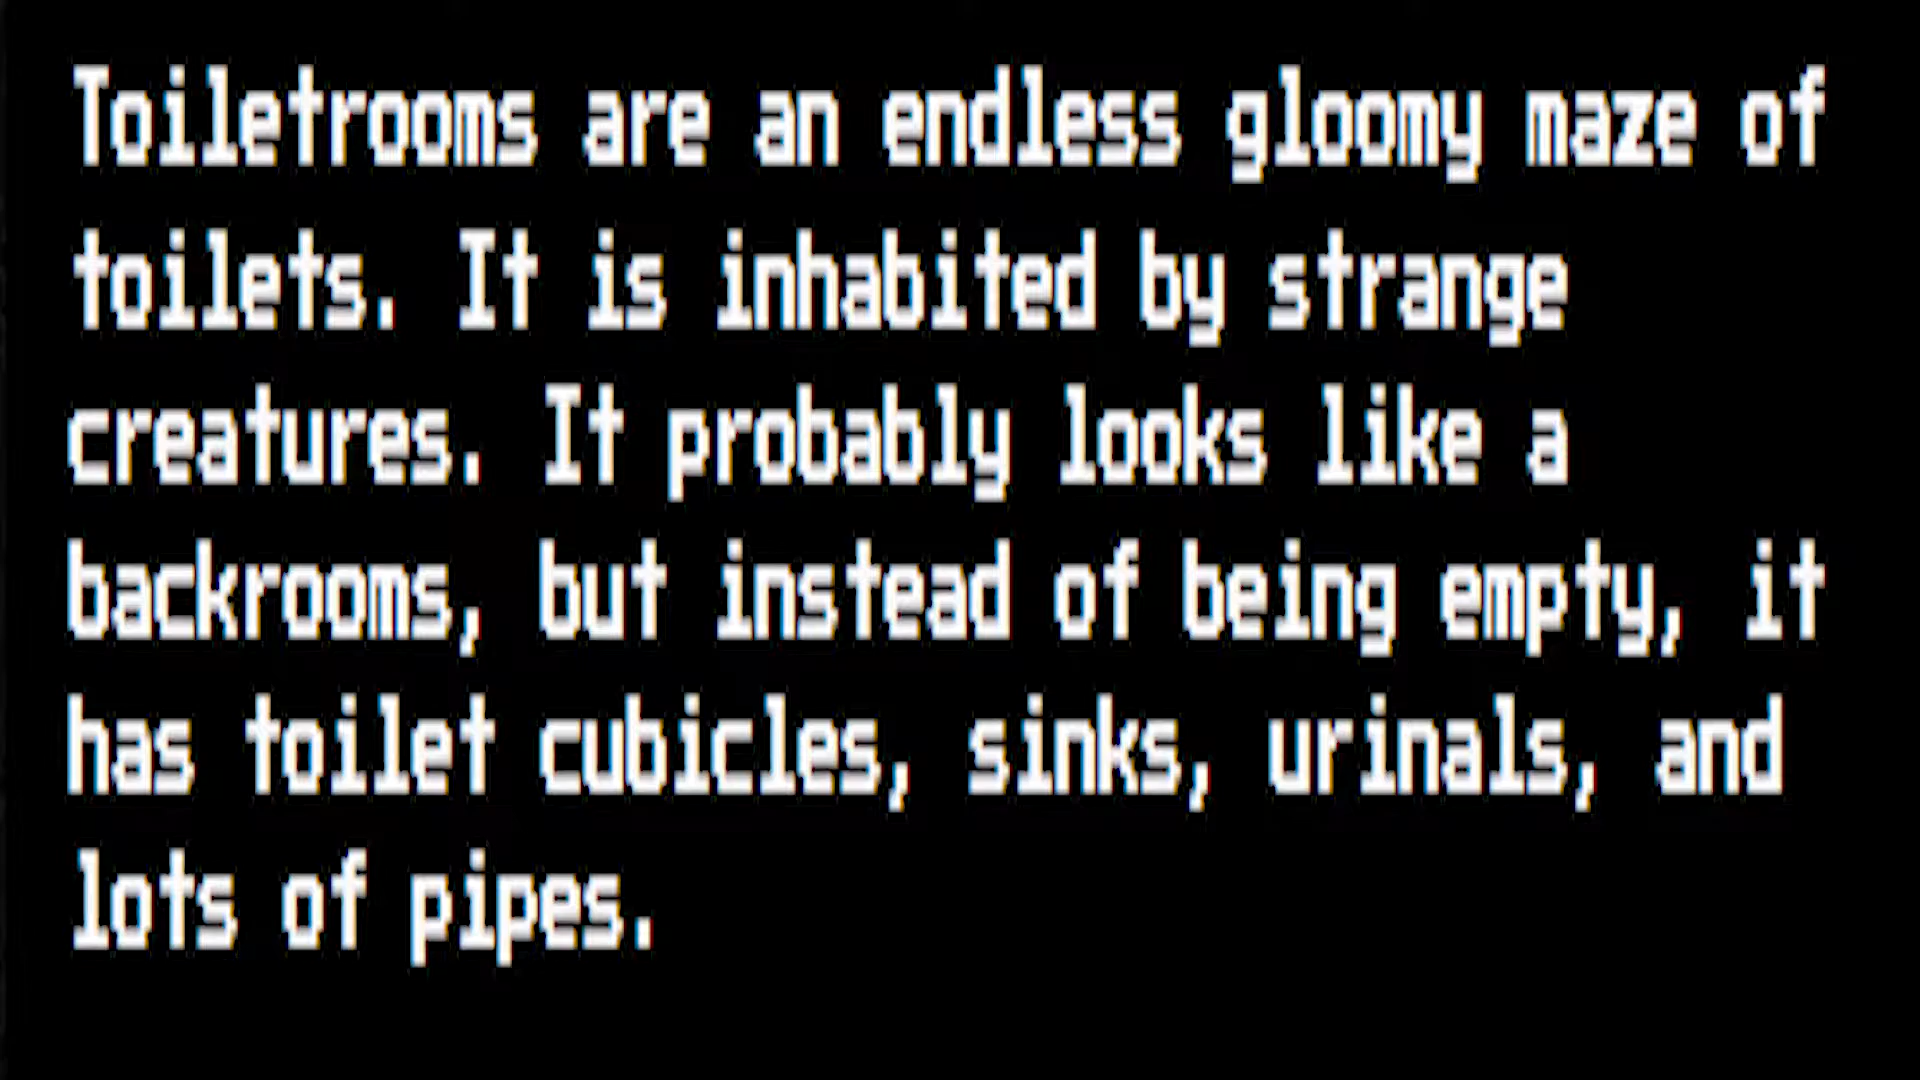 Toiletrooms are an endless gloomy maze of
toilets. It is inhabited by strange
creatures. It probably looks like a
backrooms, but instead of being empty, it
has toilet cubicles, sinks, urinals, and
lots of pipes.